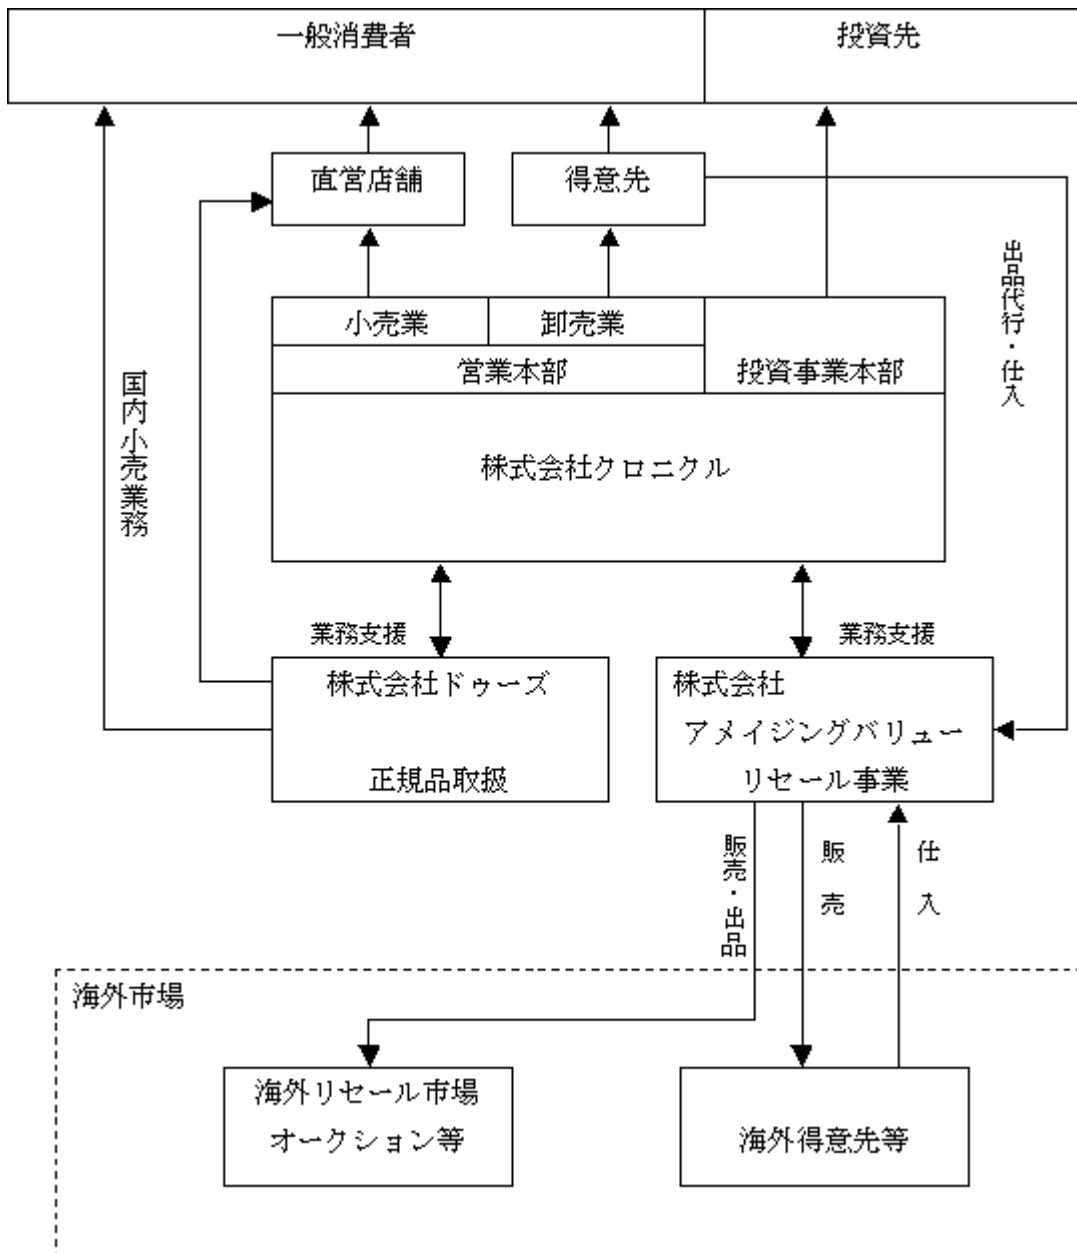 一般消費者
投資先
直営店舗
得意先
出品代行・仕入
小売業
卸売業
営業本部
投資事業本部
国内小売業務
株式会社クロニクル
業務支援
業務支援
株式会社ドゥーズ
正規品取扱
株式会社
アメイジングバリュー
リセール事業
販売・出品
販売
仕入
海外市場
海外リセール市場
オークション等
海外得意先等